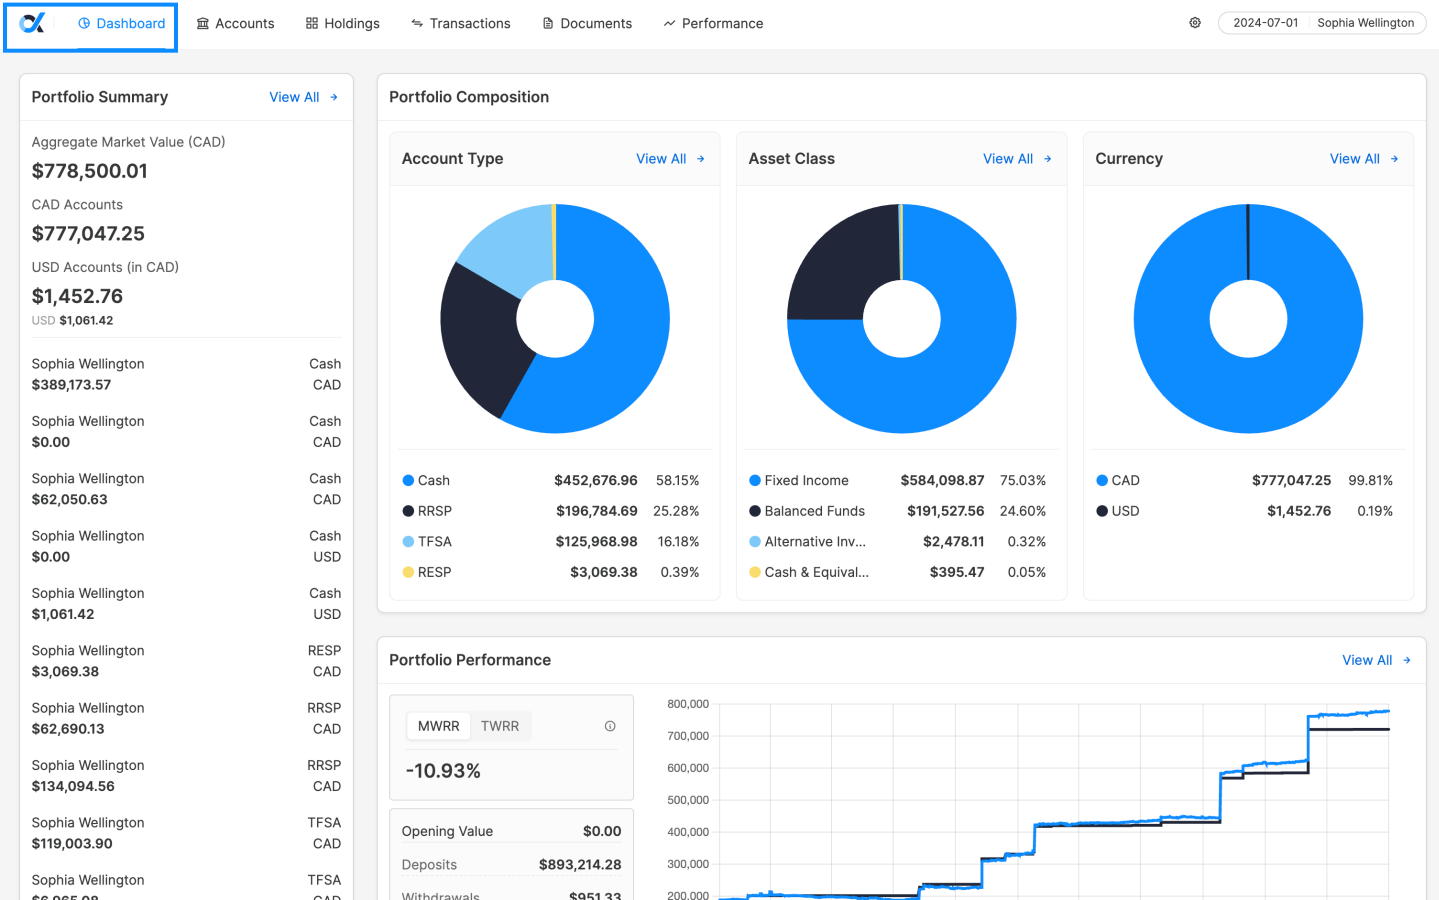 Dashboard Accounts Holdings Transactions Documents Performance 2024-07-01 Sophia Wellington
Portfolio Summary View All →
Aggregate Market Value (CAD)
$778,500.01
CAD Accounts
$777,047.25
USD Accounts (in CAD)
$1,452.76
USD $1,061.42
Sophia Wellington Cash
$389,173.57 CAD
Sophia Wellington Cash
$0.00 CAD
Sophia Wellington Cash
$62,050.63 CAD
Sophia Wellington Cash
$0.00 USD
Sophia Wellington Cash
$1,061.42 USD
Sophia Wellington RESP
$3,069.38 CAD
Sophia Wellington RRSP
$62,690.13 CAD
Sophia Wellington RRSP
$134,094.56 CAD
Sophia Wellington TFSA
$119,003.90 CAD
Sophia Wellington TFSA
$6,965.08 CAD
Portfolio Composition
Account Type View All →
Cash $452,676.96 58.15%
RRSP $196,784.69 25.28%
TFSA $125,968.98 16.18%
RESP $3,069.38 0.39%
Asset Class View All →
Fixed Income $584,098.87 75.03%
Balanced Funds $191,527.56 24.60%
Alternative Inv... $2,478.11 0.32%
Cash & Equival... $395.47 0.05%
Currency View All →
CAD $777,047.25 99.81%
USD $1,452.76 0.19%
Portfolio Performance View All →
MWRR TWRR
-10.93%
Opening Value $0.00
Deposits $893,214.28
Withdrawals $951.33
800,000
700,000
600,000
500,000
400,000
300,000
200,000